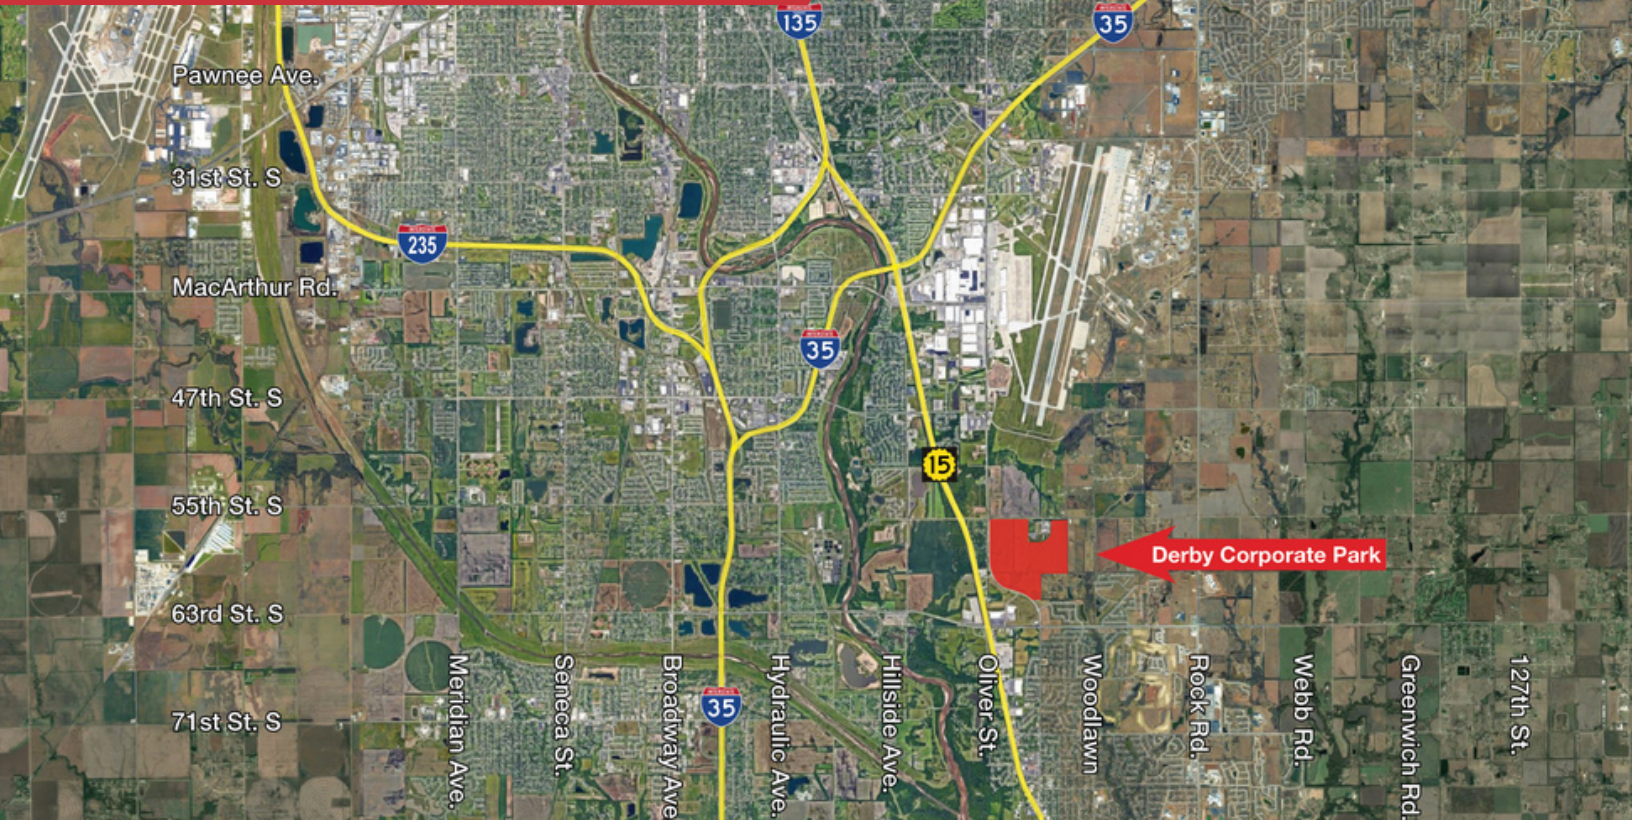 135
35
Pawnee Ave.
31st St. S
235
MacArthur Rd.
35
47th St. S
15
55th St. S
Derby Corporate Park
63rd St. S
Meridian Ave.
Seneca St.
Broadway Ave
Hydraulic Ave.
Hillside Ave.
Oliver St.
Woodlawn
Rock Rd.
Webb Rd.
Greenwich Rd.
127th St.
35
71st St. S